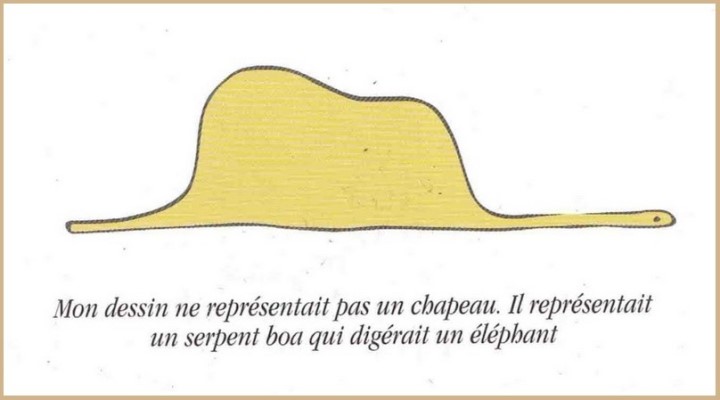 Mon dessin ne représentait pas un chapeau. Il représentait
un serpent boa qui digérait un éléphant